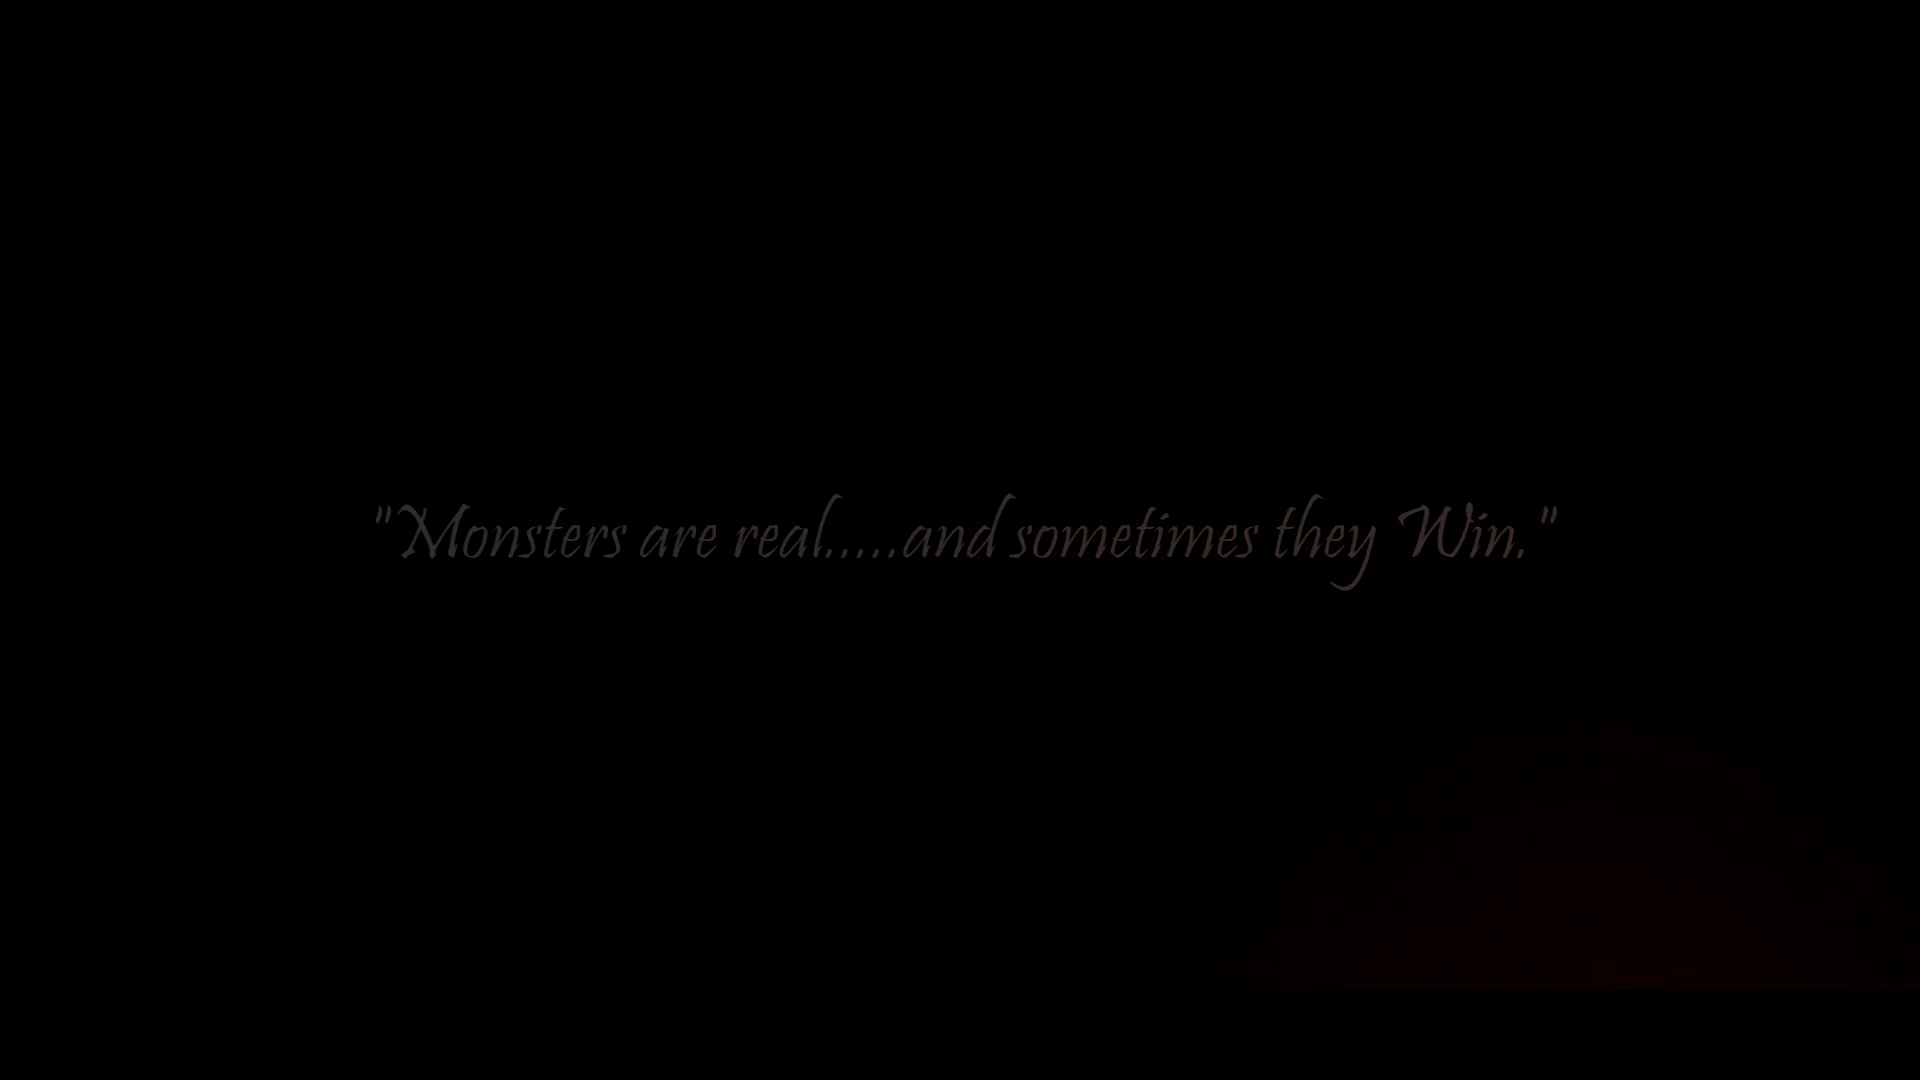 "Monsters are real.....and sometimes they Win."